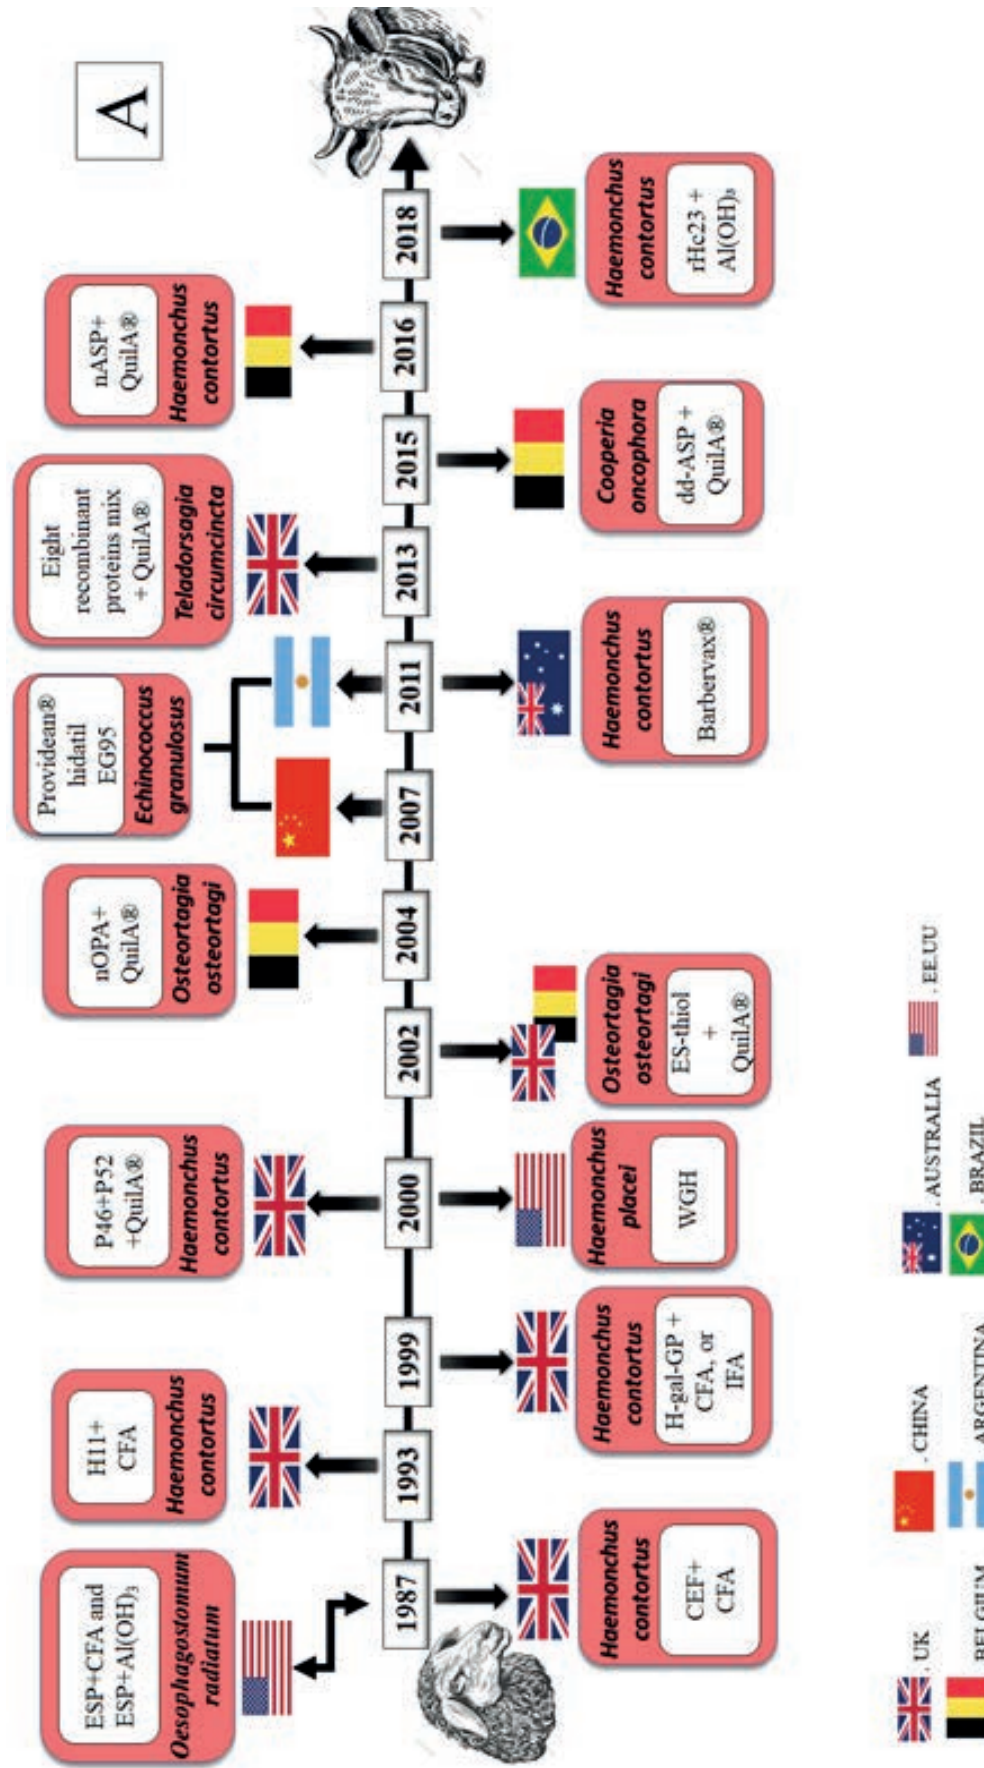 A
ESP+CFA and
ESP+Al(OH)₃
Oesophagostomum
radiatum
H11+
CFA
Haemonchus
contortus
P46+P52
+QuilA®
Haemonchus
contortus
nOPA+
QuilA®
Osteortagia
osteortagi
Providean®
hidatil
EG95
Echinococcus
granulosus
Eight
recombinant
proteins mix
+ QuilA®
Teladorsagia
circumcincta
nASP+
QuilA®
Haemonchus
contortus
1987
1993
1999
2000
2002
2004
2007
2011
2013
2015
2016
2018
Haemonchus
contortus
CEF+
CFA
Haemonchus
contortus
H-gal-GP +
CFA, or
IFA
Haemonchus
placei
WGH
Osteortagia
osteortagi
ES-thiol
+
QuilA®
Haemonchus
contortus
Barbervax®
Cooperia
oncophora
dd-ASP +
QuilA®
Haemonchus
contortus
rHc23 +
Al(OH)₃
. UK
. CHINA
. AUSTRALIA
. EE.UU
BELGIUM
ARGENTINA
. BRAZIL